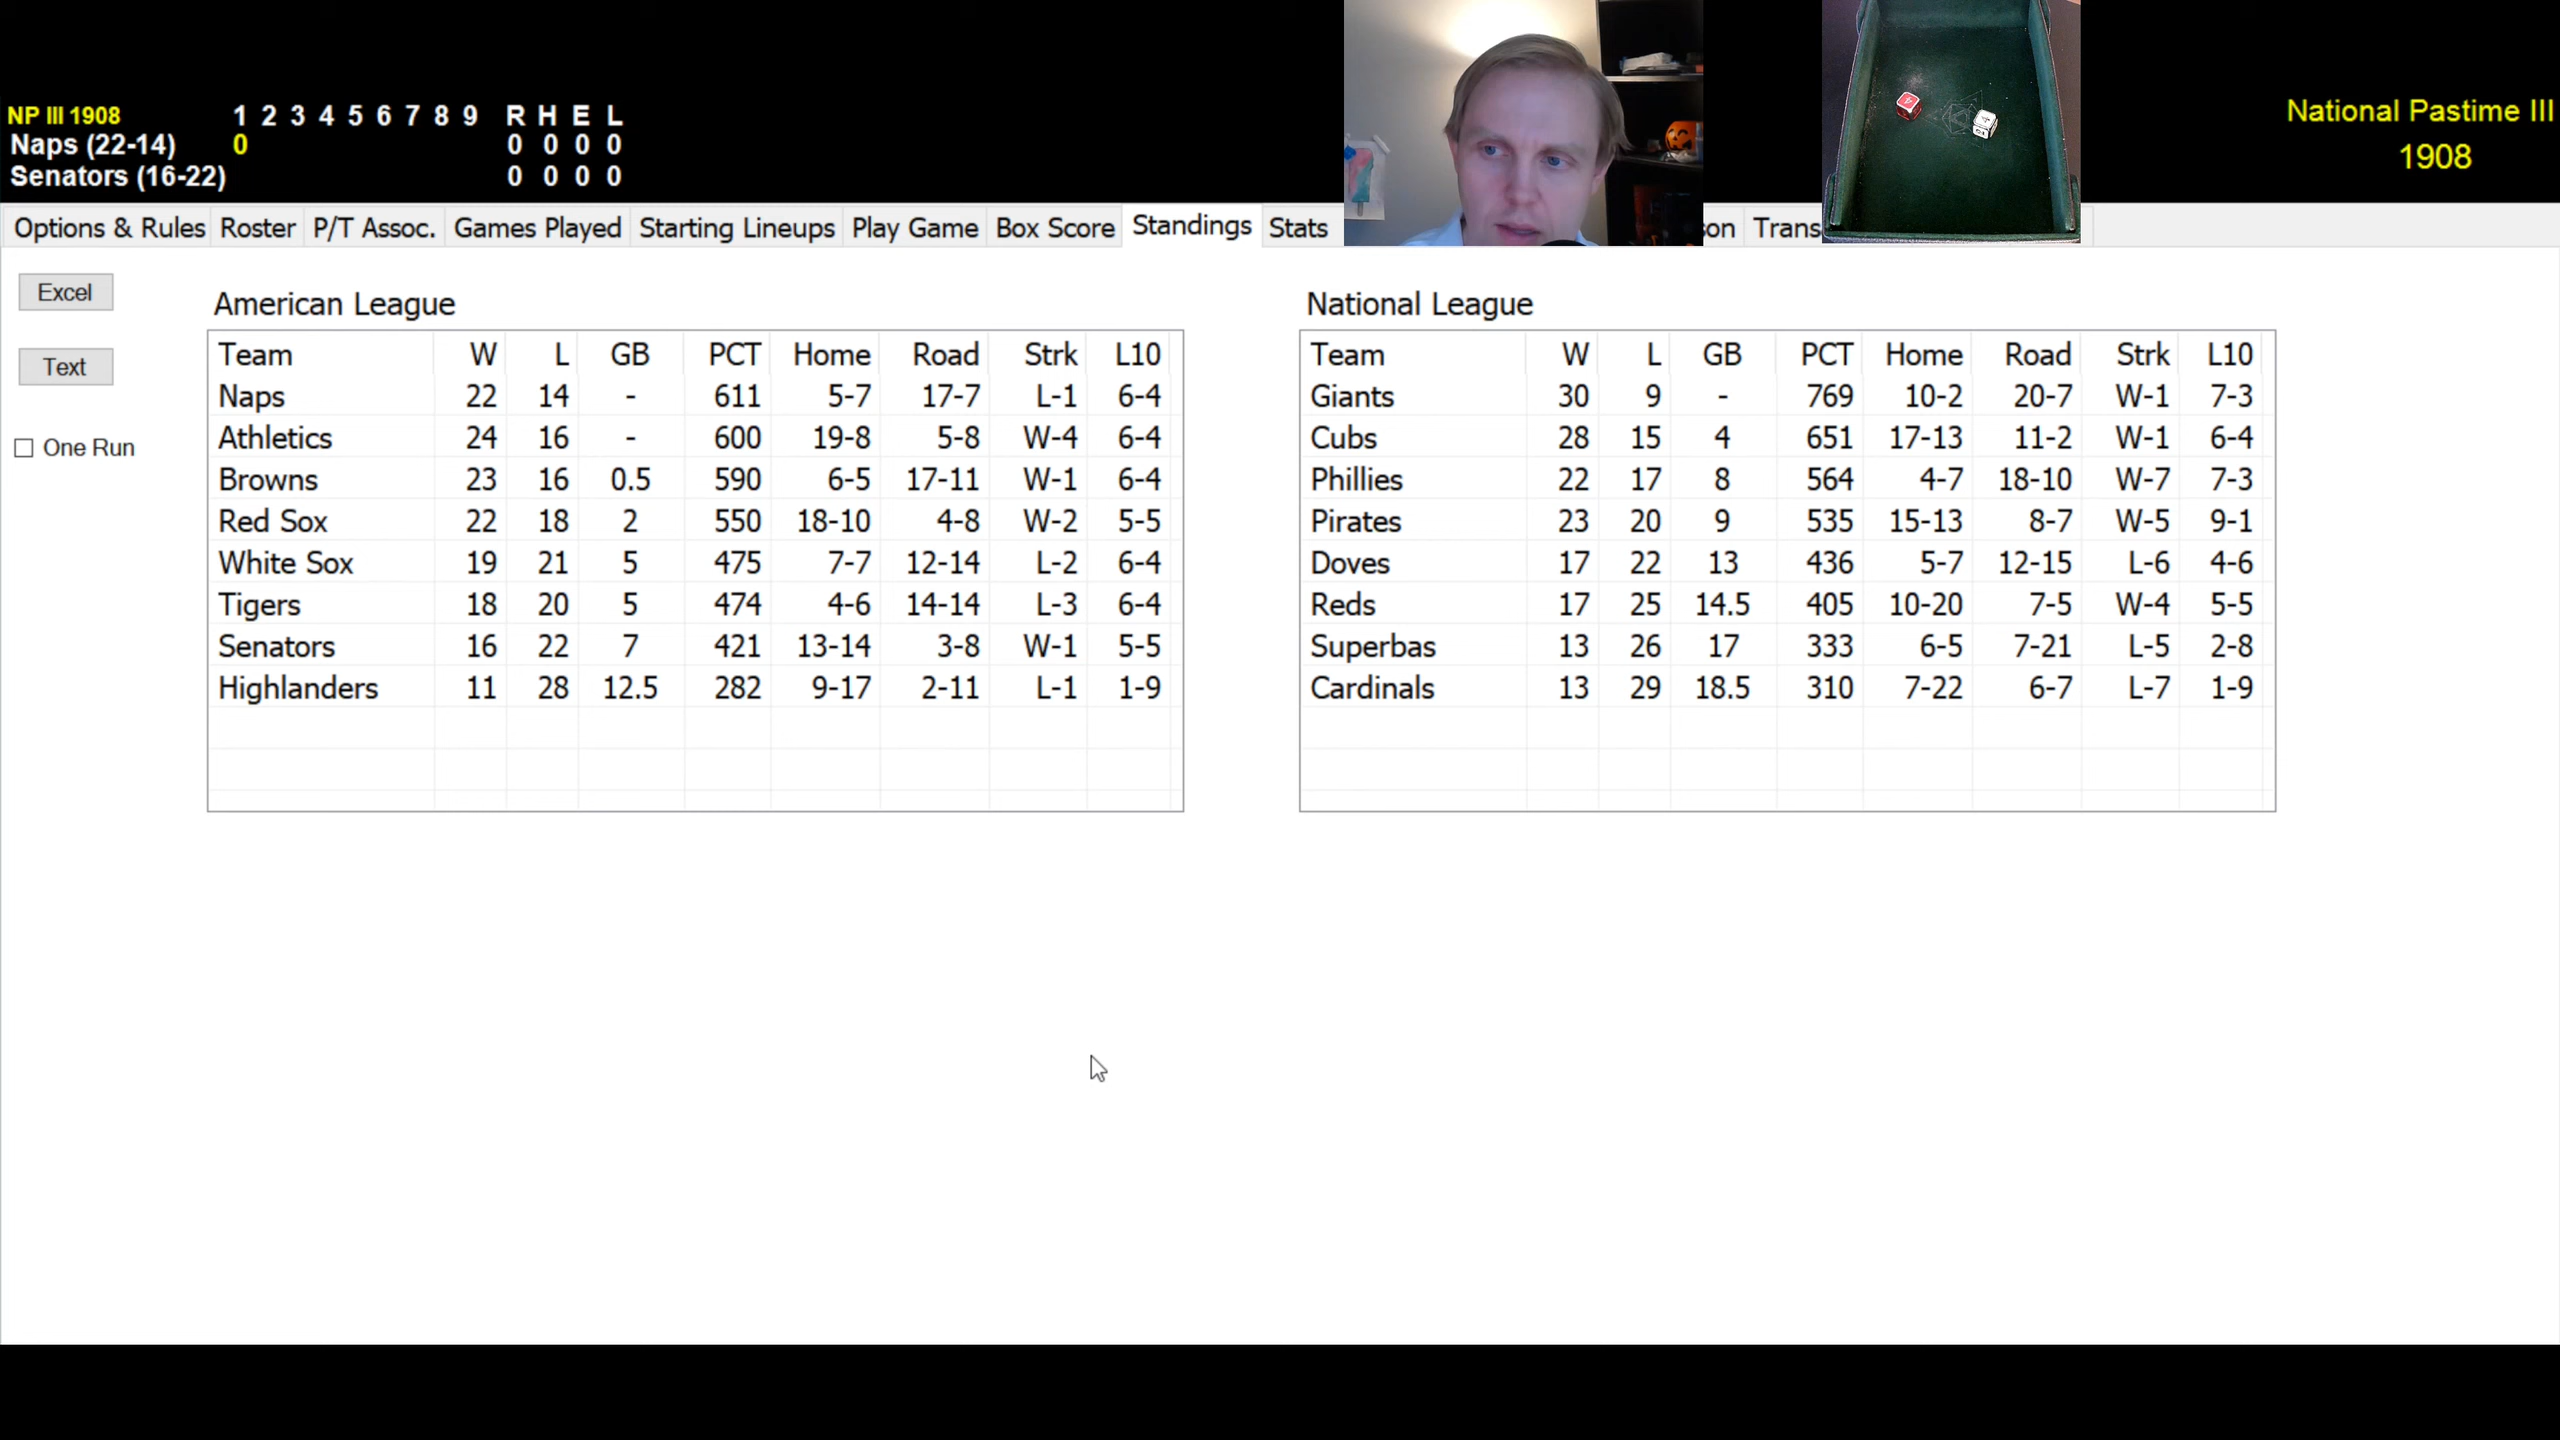 NP III 1908 1 2 3 4 5 6 7 8 9 R H E L
Naps (22-14) 0 0 0 0 0
Senators (16-22) 0 0 0 0
National Pastime III
1908
Options & Rules Roster P/T Assoc. Games Played Starting Lineups Play Game Box Score Standings Stats son Trans
Excel
Text
One Run
American League
Team W L GB PCT Home Road Strk L10
Naps 22 14 - 611 5-7 17-7 L-1 6-4
Athletics 24 16 - 600 19-8 5-8 W-4 6-4
Browns 23 16 0.5 590 6-5 17-11 W-1 6-4
Red Sox 22 18 2 550 18-10 4-8 W-2 5-5
White Sox 19 21 5 475 7-7 12-14 L-2 6-4
Tigers 18 20 5 474 4-6 14-14 L-3 6-4
Senators 16 22 7 421 13-14 3-8 W-1 5-5
Highlanders 11 28 12.5 282 9-17 2-11 L-1 1-9
National League
Team W L GB PCT Home Road Strk L10
Giants 30 9 - 769 10-2 20-7 W-1 7-3
Cubs 28 15 4 651 17-13 11-2 W-1 6-4
Phillies 22 17 8 564 4-7 18-10 W-7 7-3
Pirates 23 20 9 535 15-13 8-7 W-5 9-1
Doves 17 22 13 436 5-7 12-15 L-6 4-6
Reds 17 25 14.5 405 10-20 7-5 W-4 5-5
Superbas 13 26 17 333 6-5 7-21 L-5 2-8
Cardinals 13 29 18.5 310 7-22 6-7 L-7 1-9